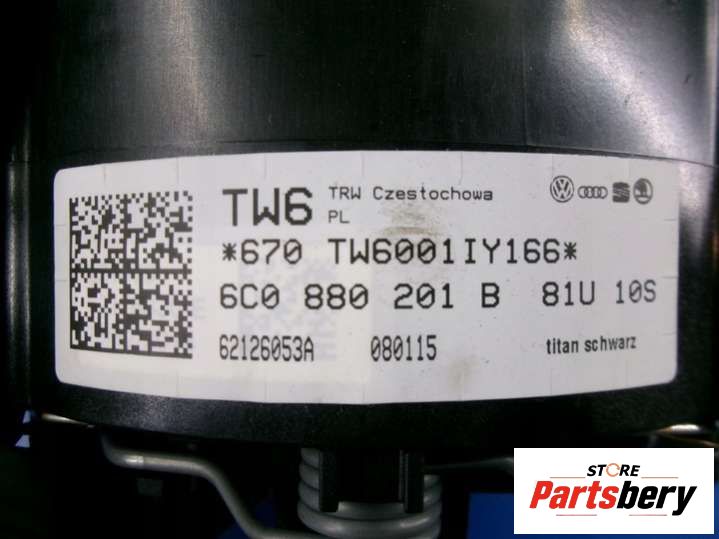 TW6 TRW Czestochowa
PL
*670 TW6001IY166*
6C0 880 201 B 81U 10S
62126053A 080115 titan schwarz
STORE
Partsbery